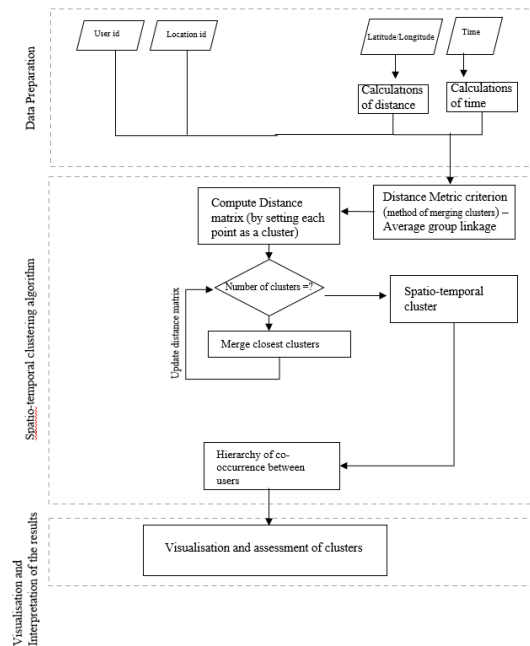 User id
Location id
Latitude/Longitude
Time
Calculations
of distance
Calculations
of time
Data Preparation
Compute Distance
matrix (by setting each
point as a cluster)
Distance Metric criterion
(method of merging clusters) –
Average group linkage
Number of clusters =?
Spatio-temporal
cluster
Update distance matrix
Merge closest clusters
Spatio-temporal clustering algorithm
Hierarchy of co-
occurrence between
users
Visualisation and assessment of clusters
Visualisation and
Interpretation of the results